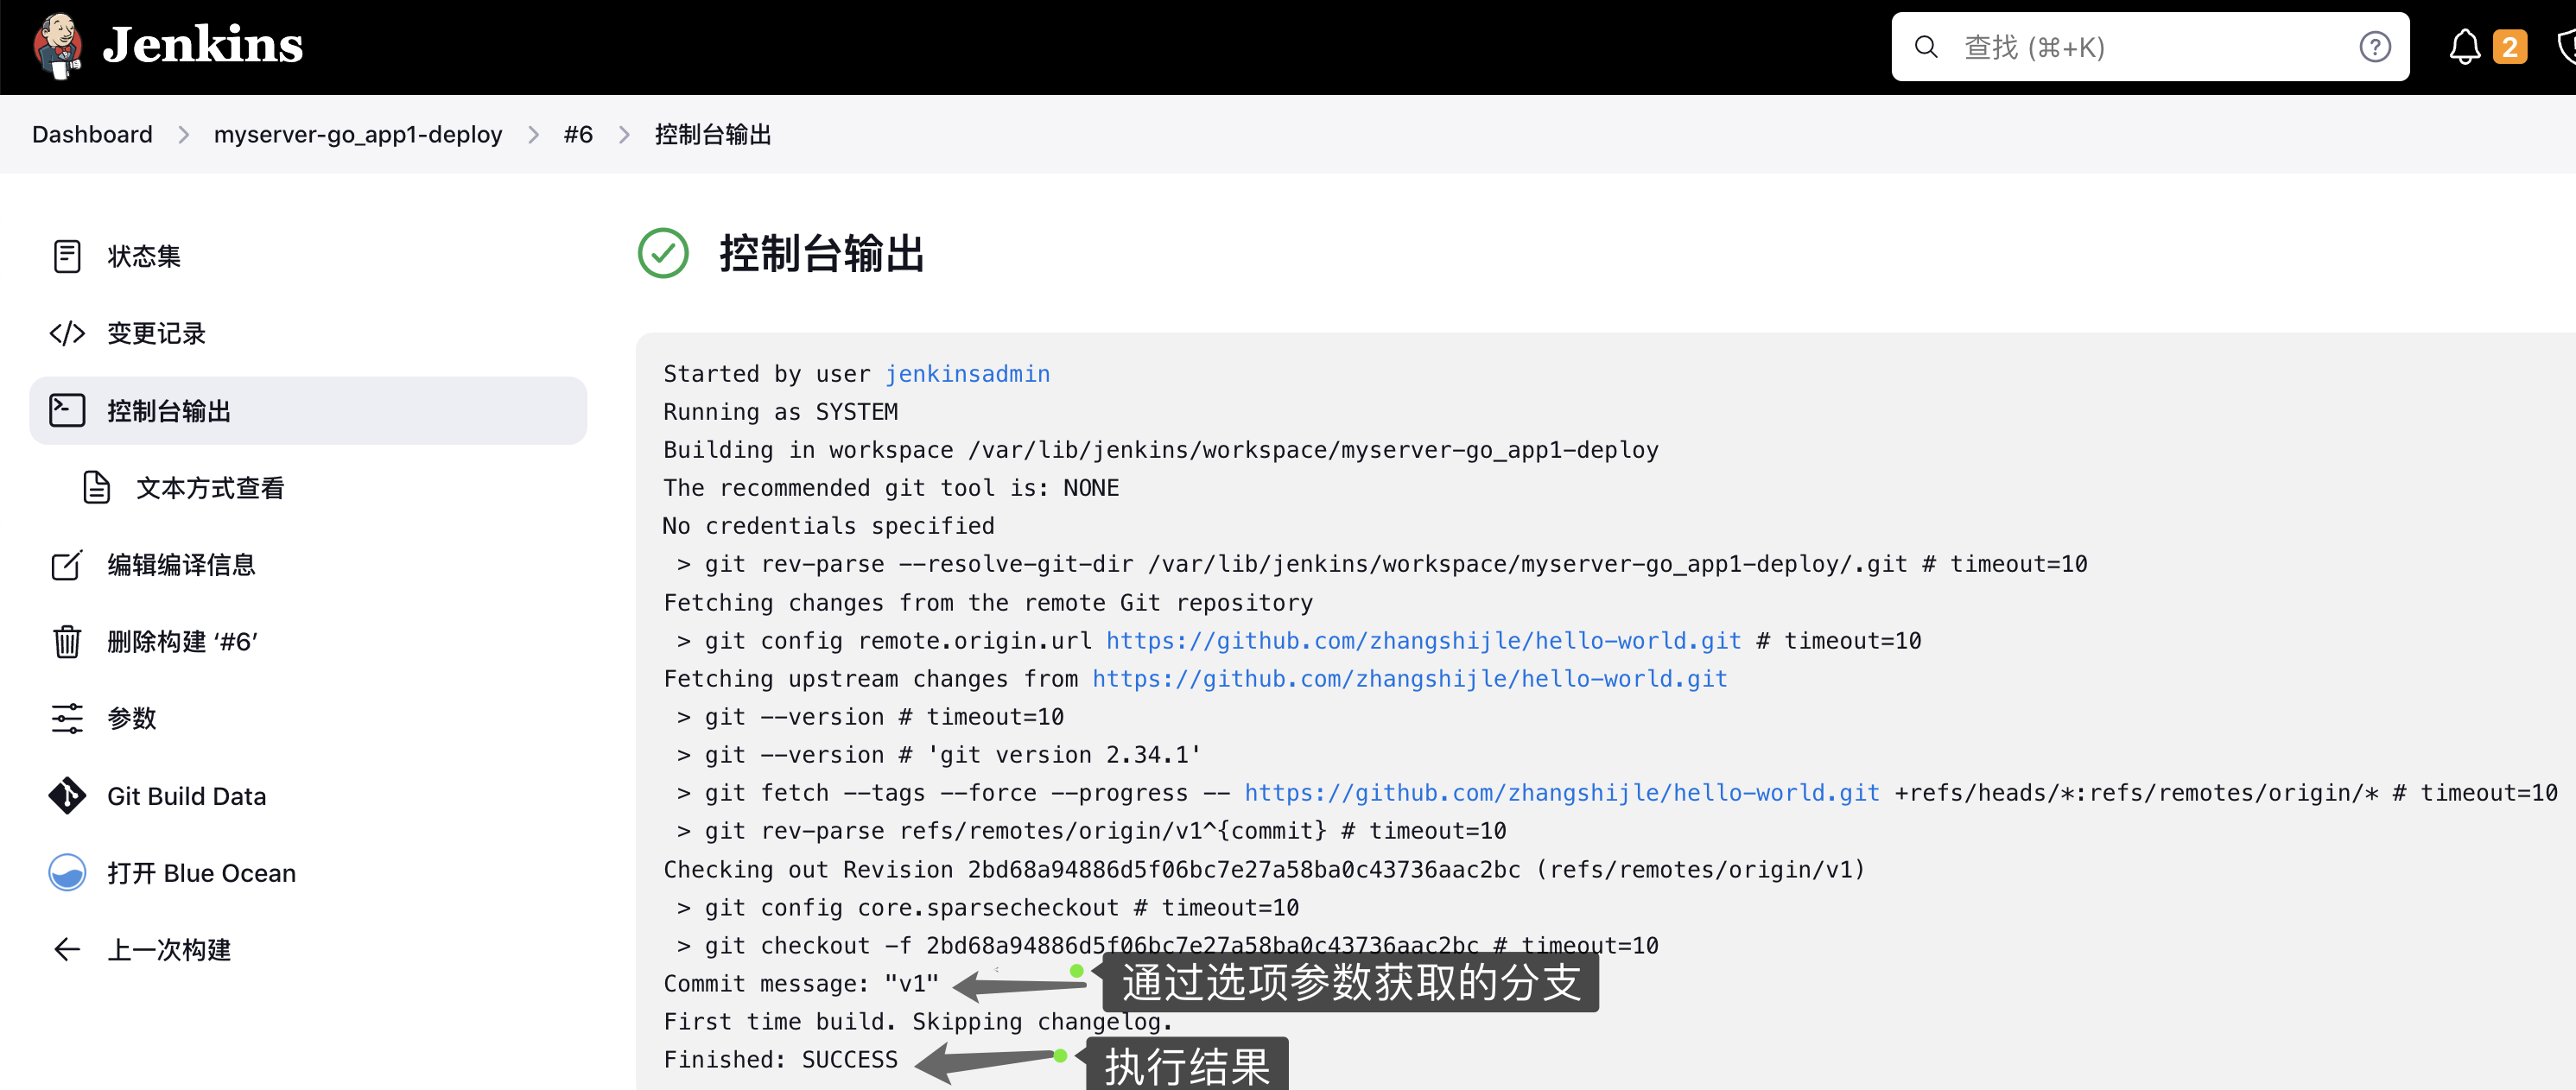 Jenkins
查找 (⌘+K)
2
Dashboard
myserver-go_app1-deploy
#6
控制台输出
状态集
变更记录
控制台输出
文本方式查看
编辑编译信息
删除构建 ‘#6’
参数
Git Build Data
打开 Blue Ocean
上一次构建
控制台输出
Started by user jenkinsadmin
Running as SYSTEM
Building in workspace /var/lib/jenkins/workspace/myserver-go_app1-deploy
The recommended git tool is: NONE
No credentials specified
 > git rev-parse --resolve-git-dir /var/lib/jenkins/workspace/myserver-go_app1-deploy/.git # timeout=10
Fetching changes from the remote Git repository
 > git config remote.origin.url https://github.com/zhangshijle/hello-world.git # timeout=10
Fetching upstream changes from https://github.com/zhangshijle/hello-world.git
 > git --version # timeout=10
 > git --version # 'git version 2.34.1'
 > git fetch --tags --force --progress -- https://github.com/zhangshijle/hello-world.git +refs/heads/*:refs/remotes/origin/* # timeout=10
 > git rev-parse refs/remotes/origin/v1^{commit} # timeout=10
Checking out Revision 2bd68a94886d5f06bc7e27a58ba0c43736aac2bc (refs/remotes/origin/v1)
 > git config core.sparsecheckout # timeout=10
 > git checkout -f 2bd68a94886d5f06bc7e27a58ba0c43736aac2bc # timeout=10
Commit message: "v1"
通过选项参数获取的分支
First time build. Skipping changelog.
Finished: SUCCESS
执行结果